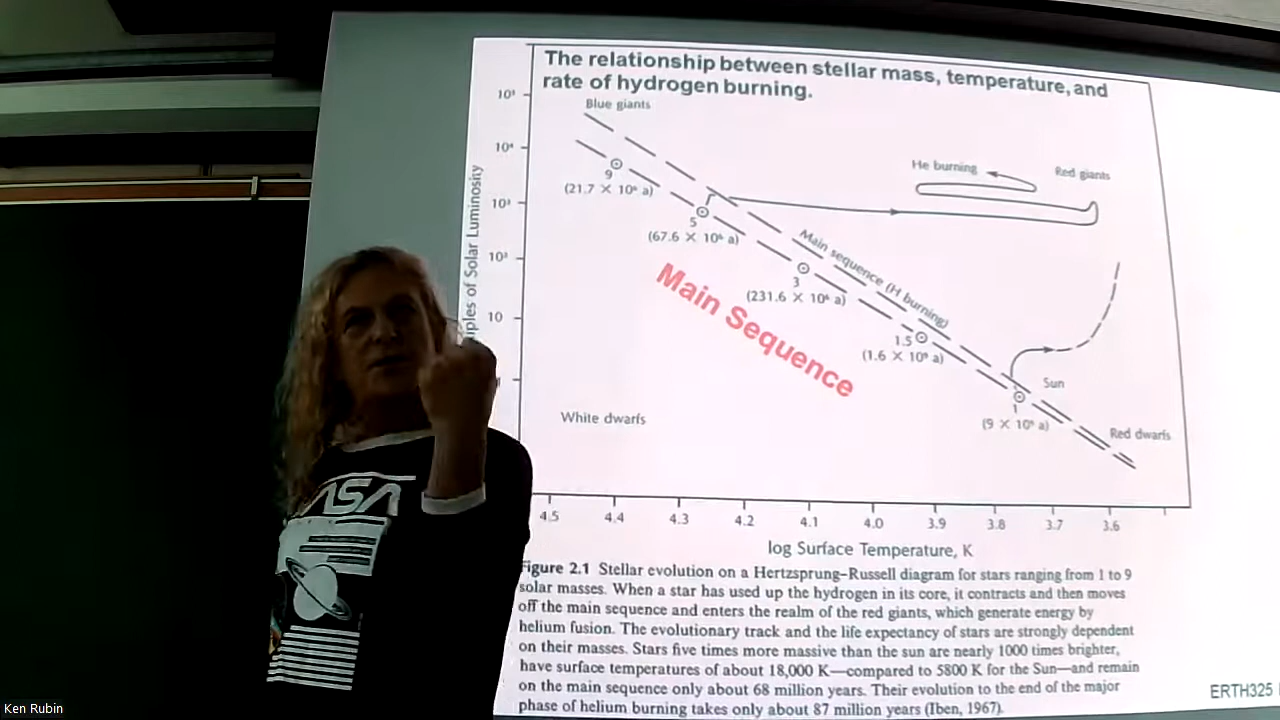 The relationship between stellar mass, temperature, and
rate of hydrogen burning.
Blue giants
10⁴
10³
10
He burning
Red giants
9
(21.7 × 10⁶ a)
5
(67.6 × 10⁶ a)
3
(231.6 × 10⁶ a)
Main sequence (H burning)
1.5
(1.6 × 10⁹ a)
Main Sequence
Sun
1
(9 × 10⁹ a)
White dwarfs
Red dwarfs
of Solar Luminosity
4.5 4.4 4.3 4.2 4.1 4.0 3.9 3.8 3.7 3.6
log Surface Temperature, K
Figure 2.1 Stellar evolution on a Hertzsprung–Russell diagram for stars ranging from 1 to 9
solar masses. When a star has used up the hydrogen in its core, it contracts and then moves
off the main sequence and enters the realm of the red giants, which generate energy by
helium fusion. The evolutionary track and the life expectancy of stars are strongly dependent
on their masses. Stars five times more massive than the sun are nearly 1000 times brighter,
have surface temperatures of about 18,000 K—compared to 5800 K for the Sun—and remain
on the main sequence only about 68 million years. Their evolution to the end of the major
phase of helium burning takes only about 87 million years (Iben, 1967).
ERTH325
ASA
Ken Rubin